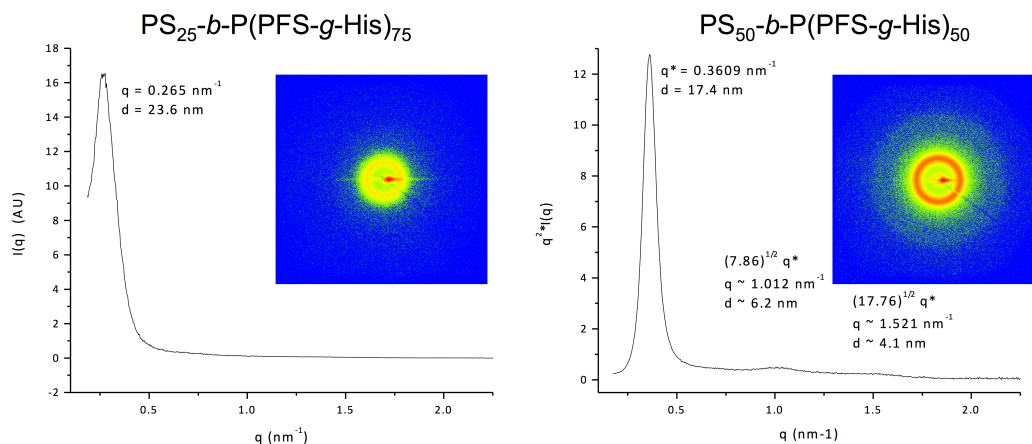 PS25-b-P(PFS-g-His)75
18
16
14
12
10
8
6
4
2
0
-2
I(q) (AU)
q = 0.265 nm-1
d = 23.6 nm
0.5
1.0
1.5
2.0
q (nm-1)
PS50-b-P(PFS-g-His)50
12
10
8
6
4
2
0
q2*I(q)
q* = 0.3609 nm-1
d = 17.4 nm
(7.86)1/2 q*
q ~ 1.012 nm-1
d ~ 6.2 nm
(17.76)1/2 q*
q ~ 1.521 nm-1
d ~ 4.1 nm
0.5
1.0
1.5
2.0
q (nm-1)